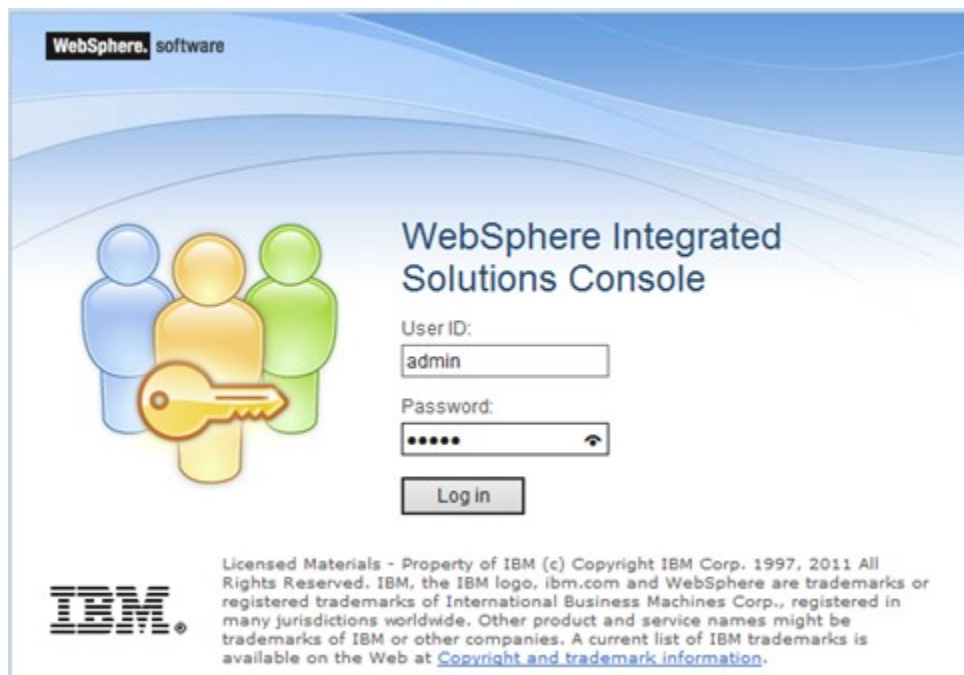 WebSphere. software
WebSphere Integrated
Solutions Console
User ID:
admin
Password:
•••••
Log in
Licensed Materials - Property of IBM (c) Copyright IBM Corp. 1997, 2011 All
Rights Reserved. IBM, the IBM logo, ibm.com and WebSphere are trademarks or
registered trademarks of International Business Machines Corp., registered in
many jurisdictions worldwide. Other product and service names might be
trademarks of IBM or other companies. A current list of IBM trademarks is
available on the Web at Copyright and trademark information.
IBM.